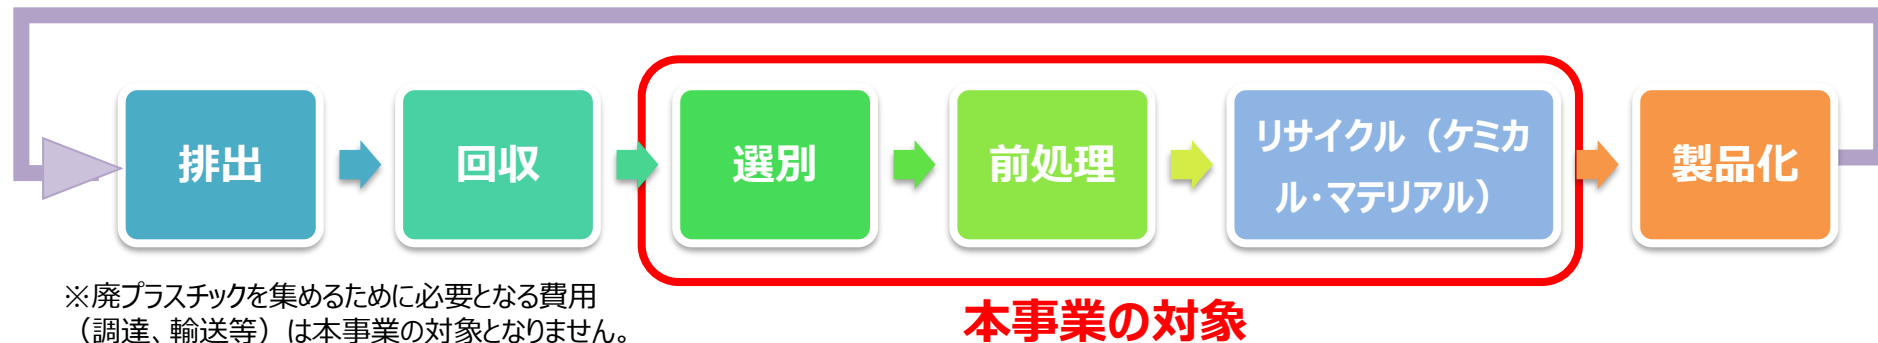 排出
回収
選別
前処理
リサイクル（ケミカ
ル・マテリアル）
製品化
※廃プラスチックを集めるために必要となる費用
（調達、輸送等）は本事業の対象となりません。
本事業の対象